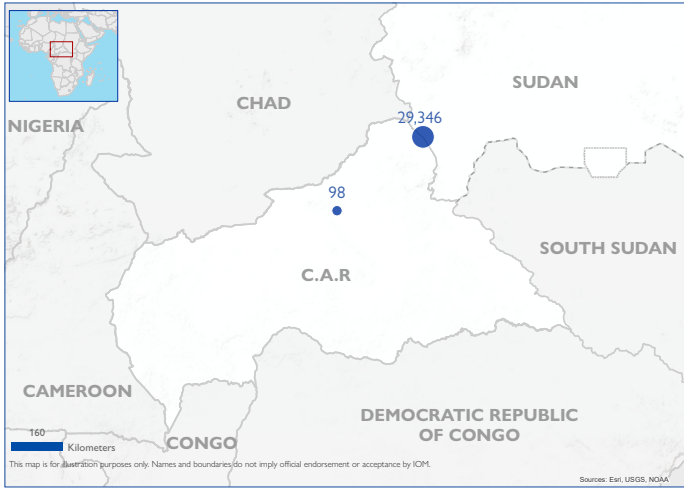 SUDAN
CHAD
29,346
NIGERIA
98
SOUTH SUDAN
C.A.R
CAMEROON
DEMOCRATIC REPUBLIC
OF CONGO
160
Kilometers
CONGO
This map is for illustration purposes only. Names and boundaries do not imply official endorsement or acceptance by IOM.
Sources: Esri, USGS, NOAA